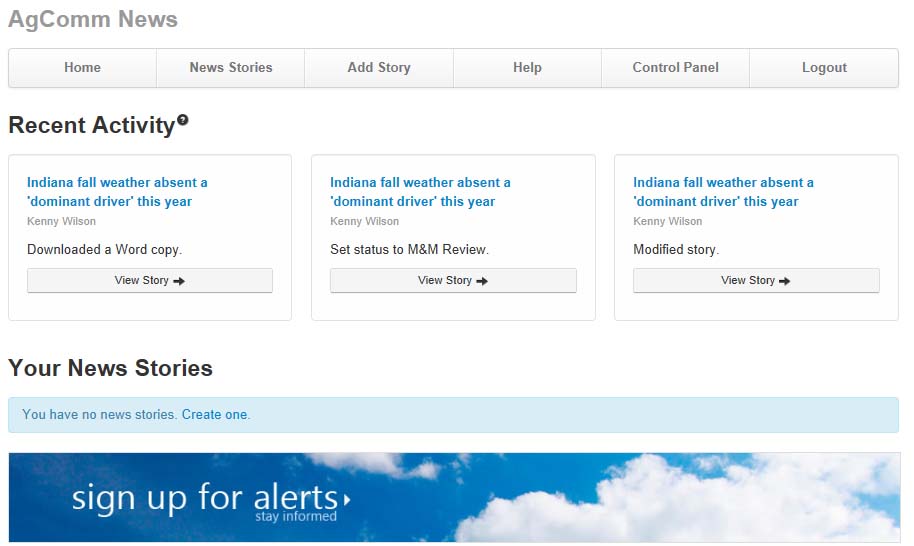 AgComm News
Home News Stories Add Story Help Control Panel Logout
Recent Activity?
Indiana fall weather absent a
'dominant driver' this year
Kenny Wilson
Downloaded a Word copy.
View Story
Indiana fall weather absent a
'dominant driver' this year
Kenny Wilson
Set status to M&M Review.
View Story
Indiana fall weather absent a
'dominant driver' this year
Kenny Wilson
Modified story.
View Story
Your News Stories
You have no news stories. Create one.
sign up for alerts
stay informed